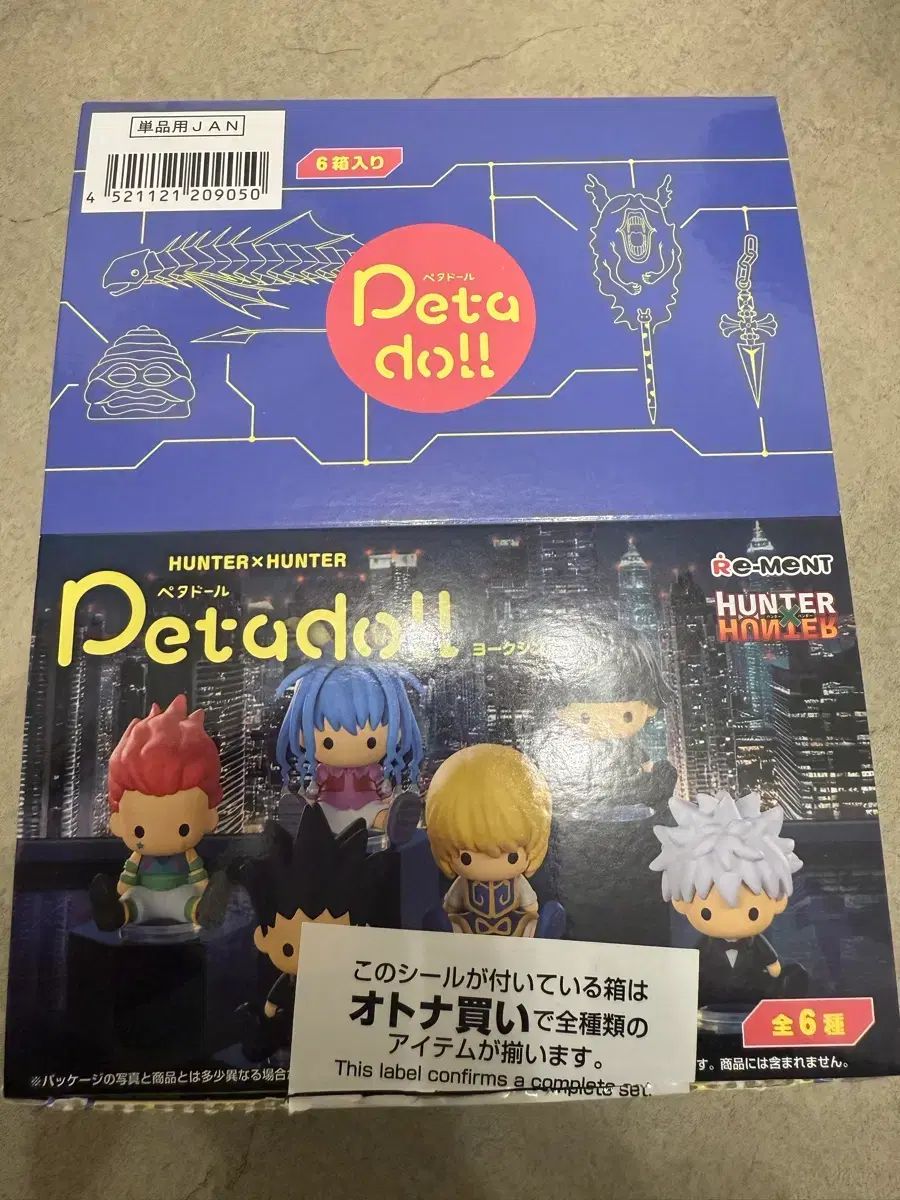 単品用JAN
4 521121 209050
6箱入り
ペタドール
Peta
do!!
HUNTER×HUNTER
ペタドール
Petado!!
ヨークシン
Re-MeNT
HUNTER
HUNTER
このシールが付いている箱は
オトナ買いで全種類の
アイテムが揃います。
This label confirms a complete set.
全6種
※パッケージの写真と商品とは多少異なる場合が
す。商品には含まれません。